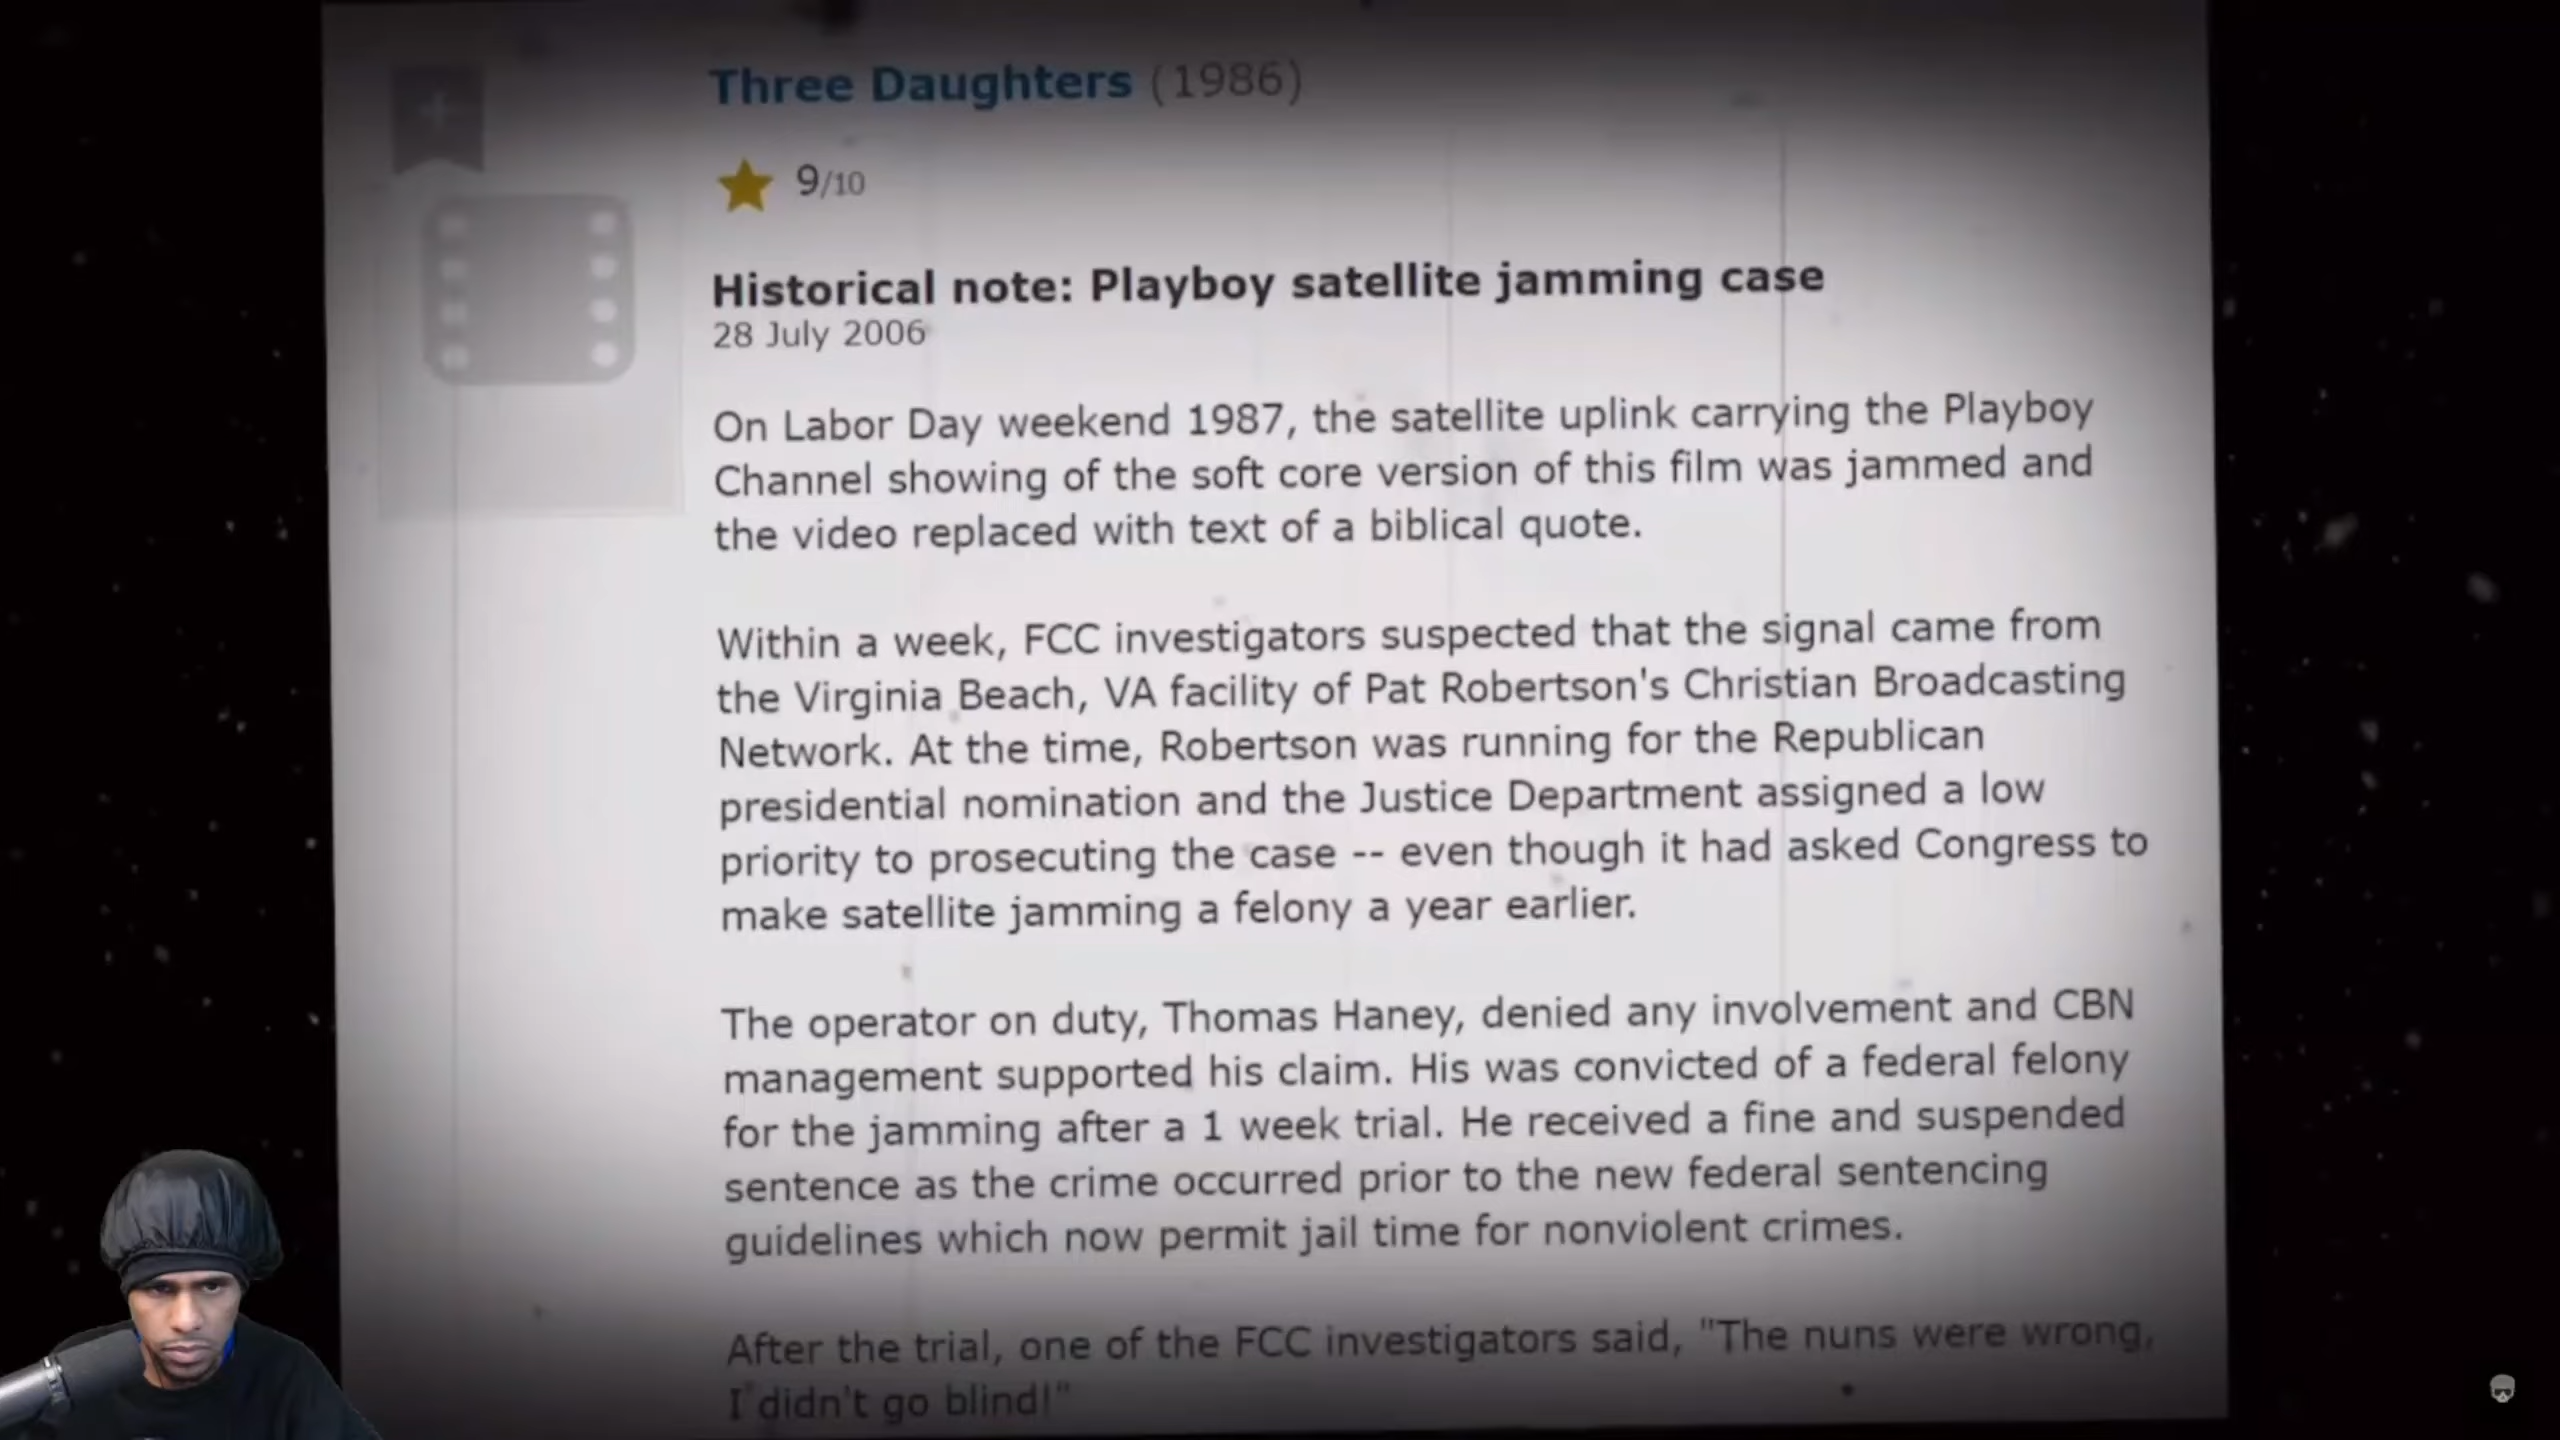 Three Daughters (1986)
9/10
Historical note: Playboy satellite jamming case
28 July 2006
On Labor Day weekend 1987, the satellite uplink carrying the Playboy
Channel showing of the soft core version of this film was jammed and
the video replaced with text of a biblical quote.
Within a week, FCC investigators suspected that the signal came from
the Virginia Beach, VA facility of Pat Robertson's Christian Broadcasting
Network. At the time, Robertson was running for the Republican
presidential nomination and the Justice Department assigned a low
priority to prosecuting the case -- even though it had asked Congress to
make satellite jamming a felony a year earlier.
The operator on duty, Thomas Haney, denied any involvement and CBN
management supported his claim. His was convicted of a federal felony
for the jamming after a 1 week trial. He received a fine and suspended
sentence as the crime occurred prior to the new federal sentencing
guidelines which now permit jail time for nonviolent crimes.
After the trial, one of the FCC investigators said, "The nuns were wrong,
I didn't go blind!"